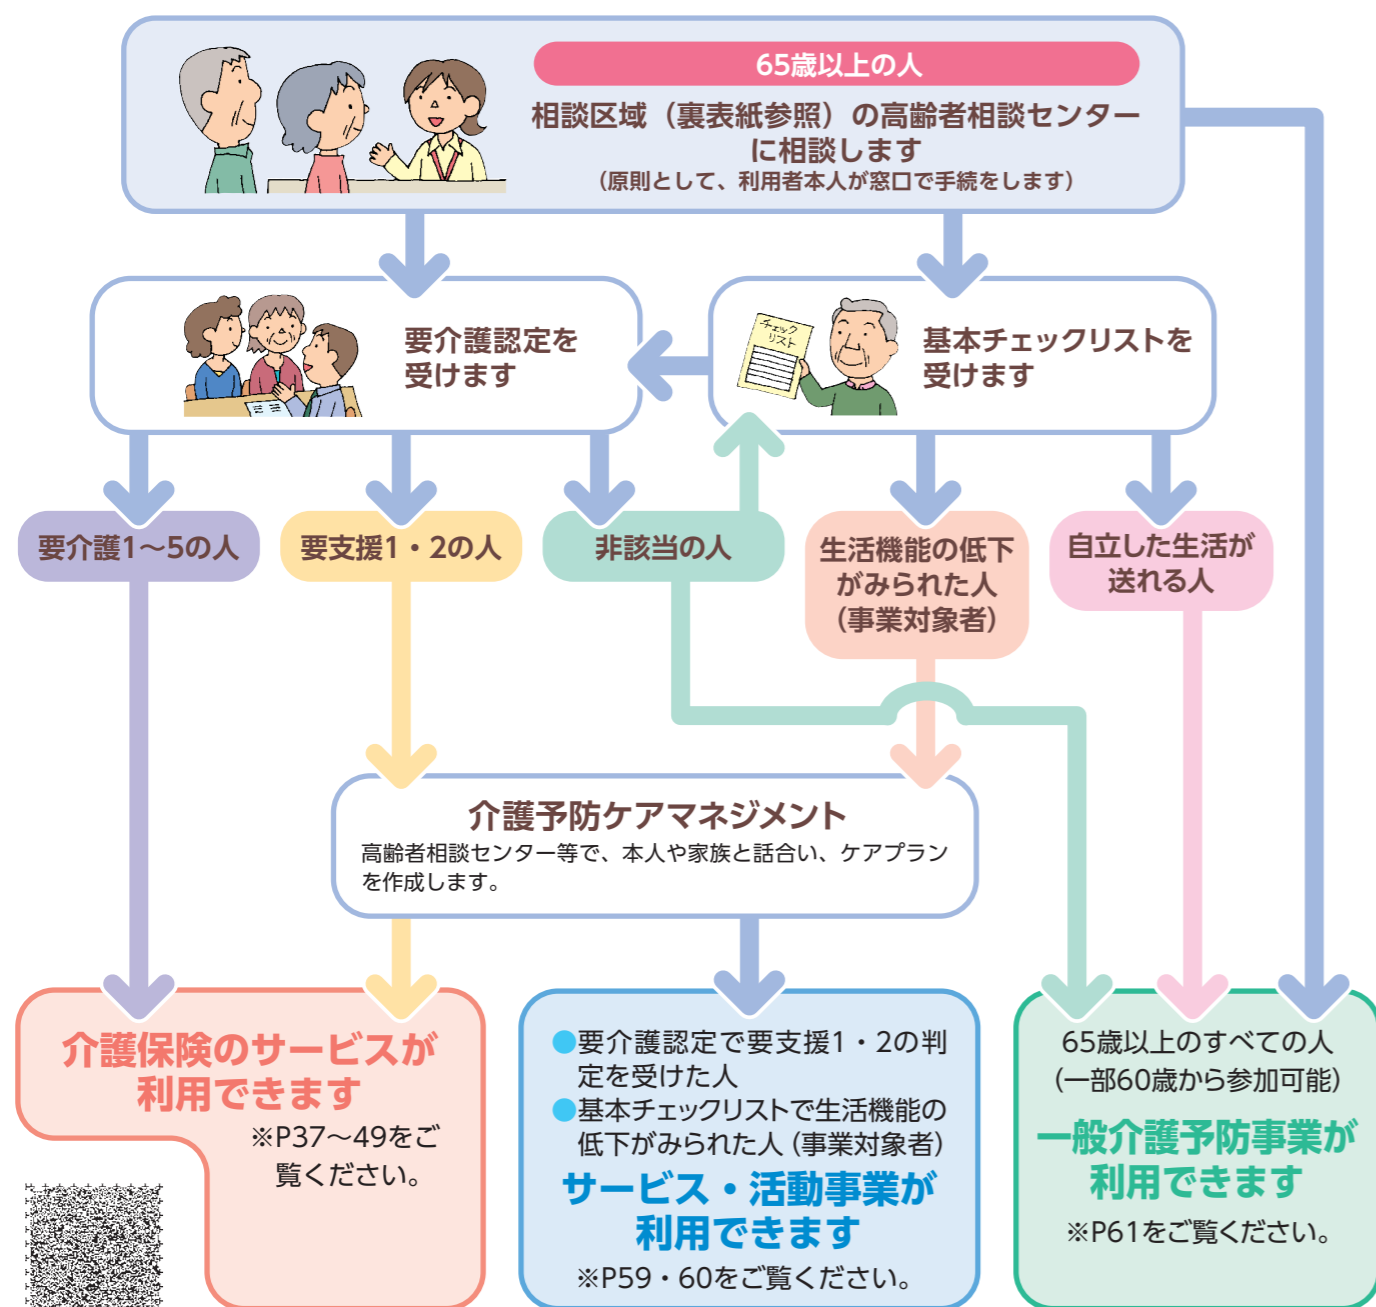 65歳以上の人
相談区域（裏表紙参照）の高齢者相談センター
に相談します
（原則として、利用者本人が窓口で手続をします）
要介護認定を
受けます
チェック
リスト
基本チェックリストを
受けます
要介護1～5の人
要支援1・2の人
非該当の人
生活機能の低下
がみられた人
（事業対象者）
自立した生活が
送れる人
介護予防ケアマネジメント
高齢者相談センター等で、本人や家族と話合い、ケアプラン
を作成します。
介護保険のサービスが
利用できます
※P37～49をご
覧ください。
●要介護認定で要支援1・2の判
定を受けた人
●基本チェックリストで生活機能の
低下がみられた人（事業対象者）
サービス・活動事業が
利用できます
※P59・60をご覧ください。
65歳以上のすべての人
（一部60歳から参加可能）
一般介護予防事業が
利用できます
※P61をご覧ください。